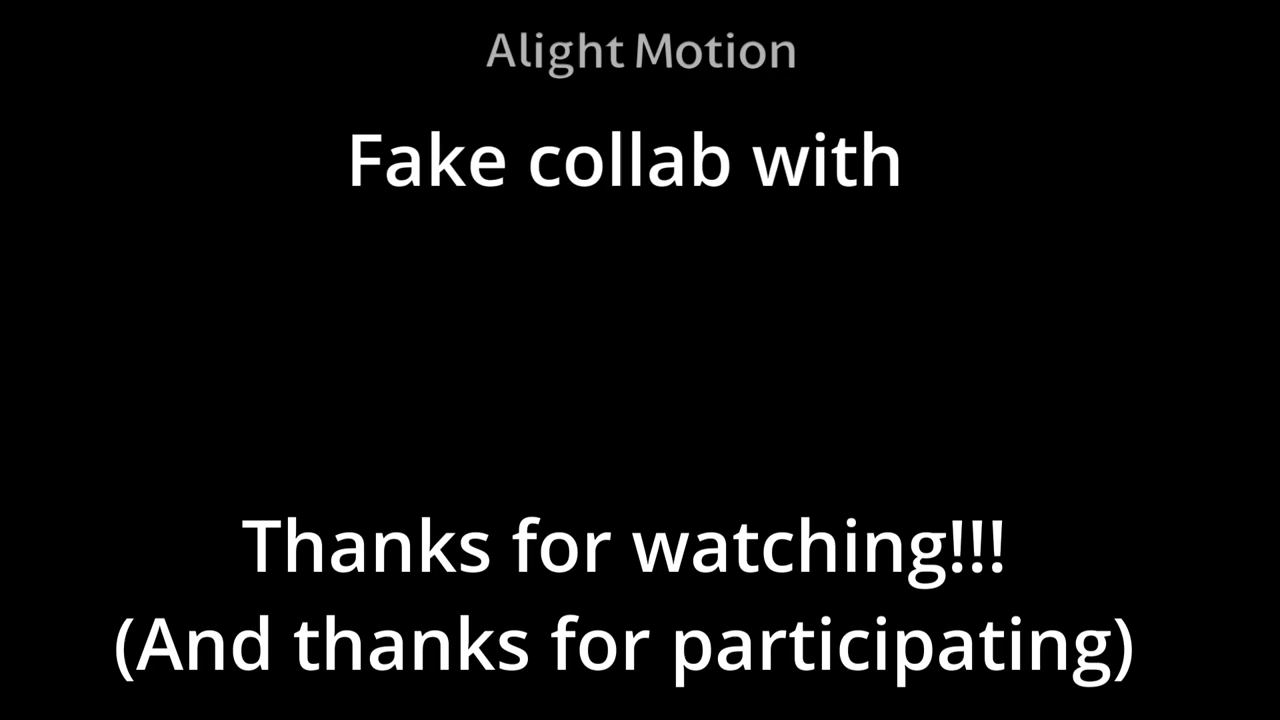 Alight Motion
Fake collab with
Thanks for watching!!!
(And thanks for participating)